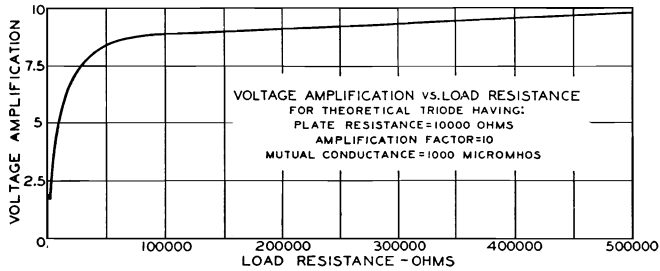 10
7.5
5
2.5
0.
VOLTAGE AMPLIFICATION
VOLTAGE AMPLIFICATION VS. LOAD RESISTANCE
FOR THEORETICAL TRIODE HAVING:
PLATE RESISTANCE=10000 OHMS
AMPLIFICATION FACTOR=10
MUTUAL CONDUCTANCE=1000 MICROMHOS
100000 200000 300000 400000 500000
LOAD RESISTANCE-OHMS